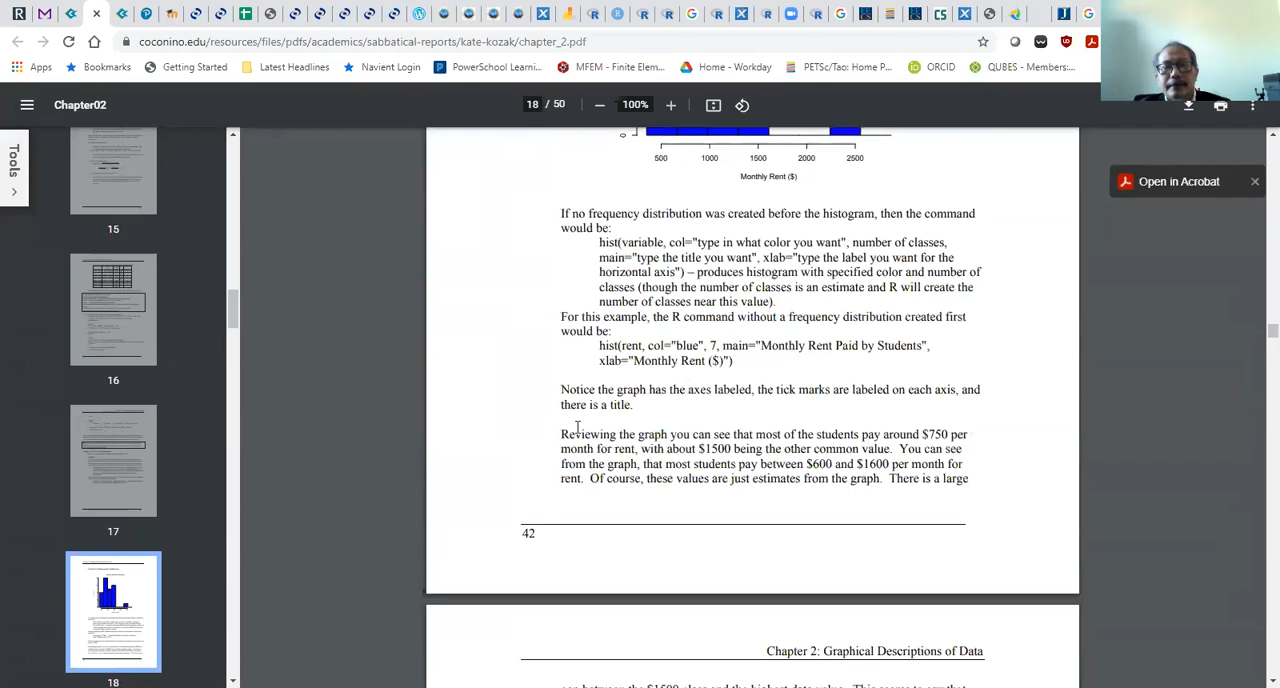 coconino.edu/resources/files/pdfs/academics/sabbatical-reports/kate-kozak/chapter_2.pdf
Apps Bookmarks Getting Started Latest Headlines Navient Login PowerSchool Learni... MFEM - Finite Elem... Home - Workday PETSc/Tao: Home P... ORCID QUBES - Members:...
Chapter02
18 / 50
100%
Tools
Open in Acrobat
15
16
17
18
0
500 1000 1500 2000 2500
Monthly Rent ($)
If no frequency distribution was created before the histogram, then the command
would be:
hist(variable, col="type in what color you want", number of classes,
main="type the title you want", xlab="type the label you want for the
horizontal axis") – produces histogram with specified color and number of
classes (though the number of classes is an estimate and R will create the
number of classes near this value).
For this example, the R command without a frequency distribution created first
would be:
hist(rent, col="blue", 7, main="Monthly Rent Paid by Students",
xlab="Monthly Rent ($)")
Notice the graph has the axes labeled, the tick marks are labeled on each axis, and
there is a title.
Reviewing the graph you can see that most of the students pay around $750 per
month for rent, with about $1500 being the other common value. You can see
from the graph, that most students pay between $600 and $1600 per month for
rent. Of course, these values are just estimates from the graph. There is a large
42
Chapter 2: Graphical Descriptions of Data